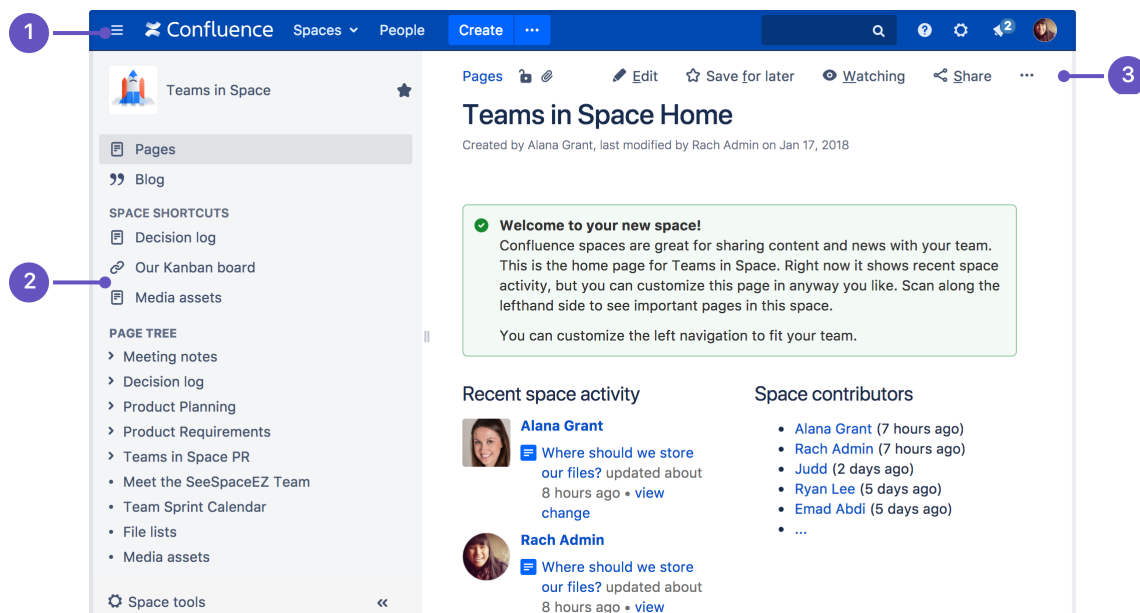 1
Confluence Spaces People Create ••• 2
3
Teams in Space
Pages
Blog
SPACE SHORTCUTS
Decision log
Our Kanban board
Media assets
2
PAGE TREE
Meeting notes
Decision log
Product Planning
Product Requirements
Teams in Space PR
• Meet the SeeSpaceEZ Team
• Team Sprint Calendar
• File lists
• Media assets
Space tools «
Pages Edit Save for later Watching Share •••
Teams in Space Home
Created by Alana Grant, last modified by Rach Admin on Jan 17, 2018
Welcome to your new space!
Confluence spaces are great for sharing content and news with your team.
This is the home page for Teams in Space. Right now it shows recent space
activity, but you can customize this page in anyway you like. Scan along the
lefthand side to see important pages in this space.
You can customize the left navigation to fit your team.
Recent space activity
Alana Grant
Where should we store
our files? updated about
8 hours ago • view
change
Rach Admin
Where should we store
our files? updated about
8 hours ago • view
Space contributors
• Alana Grant (7 hours ago)
• Rach Admin (7 hours ago)
• Judd (2 days ago)
• Ryan Lee (5 days ago)
• Emad Abdi (5 days ago)
• ...